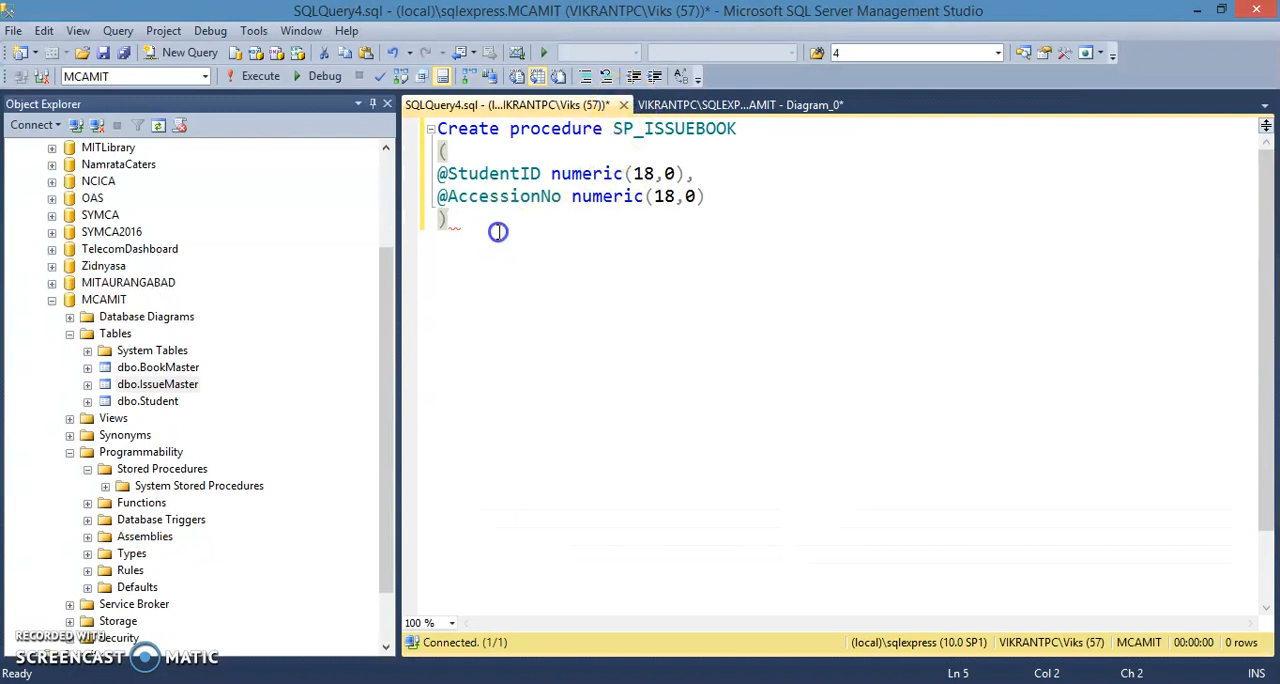 SQLQuery4.sql - (local)\sqlexpress.MCAMIT (VIKRANTPC\Viks (57))* - Microsoft SQL Server Management Studio
File Edit View Query Project Debug Tools Window Help
New Query 4
MCAMIT Execute Debug
Object Explorer
SQLQuery4.sql - (l...IKRANTPC\Viks (57))* VIKRANTPC\SQLEXP...AMIT - Diagram_0*
Connect
MITLibrary
NamrataCaters
NCICA
OAS
SYMCA
SYMCA2016
TelecomDashboard
Zidnyasa
MITAURANGABAD
MCAMIT
Database Diagrams
Tables
System Tables
dbo.BookMaster
dbo.IssueMaster
dbo.Student
Views
Synonyms
Programmability
Stored Procedures
System Stored Procedures
Functions
Database Triggers
Assemblies
Types
Rules
Defaults
Service Broker
Storage
Security
Create procedure SP_ISSUEBOOK
(
@StudentID numeric(18,0),
@AccessionNo numeric(18,0)
)
100 %
Connected. (1/1) (local)\sqlexpress (10.0 SP1) VIKRANTPC\Viks (57) MCAMIT 00:00:00 0 rows
RECORDED WITH
SCREENCAST MATIC
Ready Ln 5 Col 2 Ch 2 INS